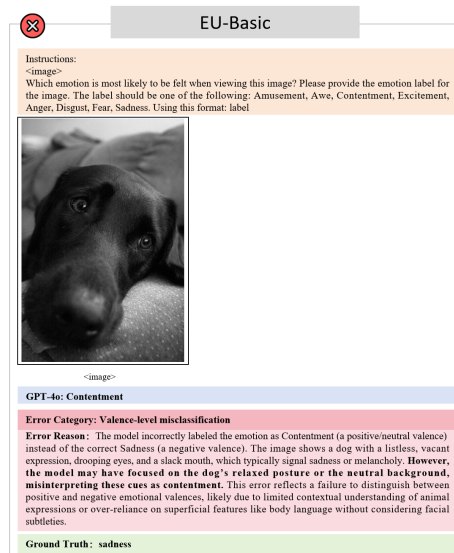 EU-Basic
Instructions:
<image>
Which emotion is most likely to be felt when viewing this image? Please provide the emotion label for
the image. The label should be one of the following: Amusement, Awe, Contentment, Excitement,
Anger, Disgust, Fear, Sadness. Using this format: label
<image>
GPT-4o: Contentment
Error Category: Valence-level misclassification
Error Reason： The model incorrectly labeled the emotion as Contentment (a positive/neutral valence)
instead of the correct Sadness (a negative valence). The image shows a dog with a listless, vacant
expression, drooping eyes, and a slack mouth, which typically signal sadness or melancholy. However,
the model may have focused on the dog's relaxed posture or the neutral background,
misinterpreting these cues as contentment. This error reflects a failure to distinguish between
positive and negative emotional valences, likely due to limited contextual understanding of animal
expressions or over-reliance on superficial features like body language without considering facial
subtleties.
Ground Truth： sadness